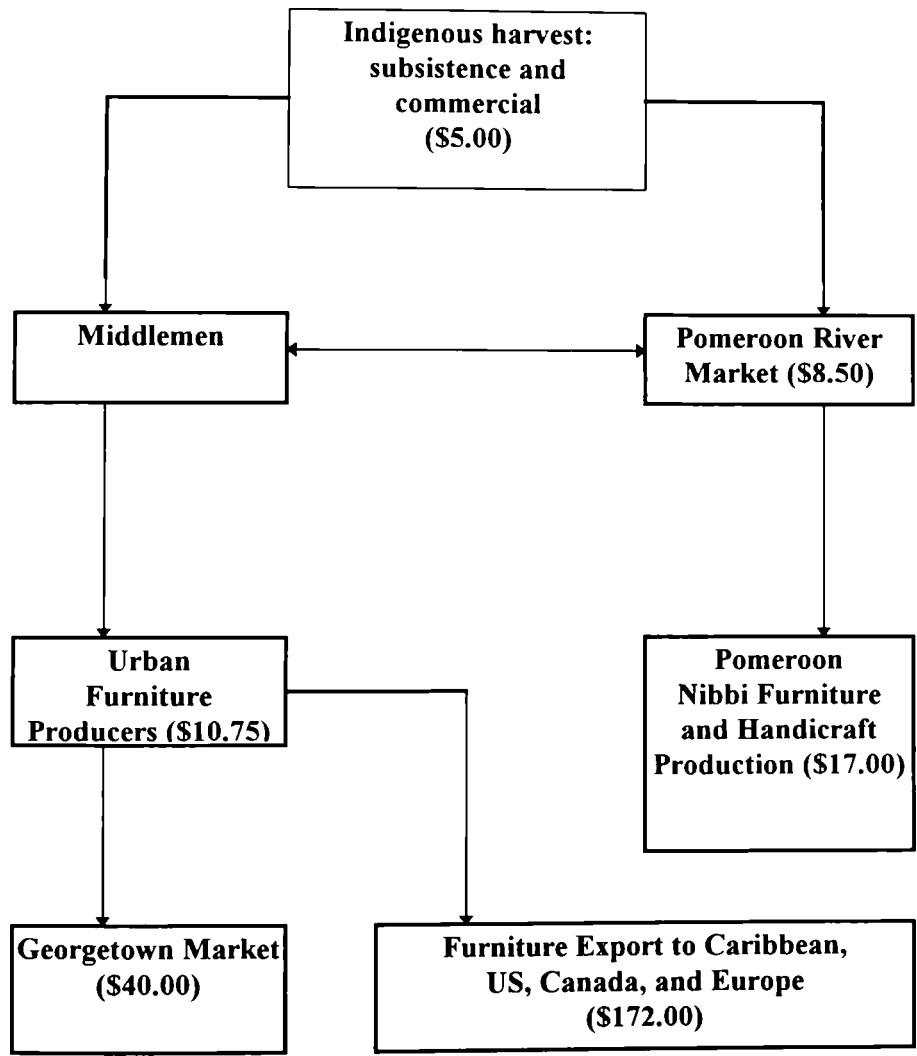 Indigenous harvest:
subsistence and
commercial
($5.00)
Middlemen
Pomeroon River
Market ($8.50)
Urban
Furniture
Producers ($10.75)
Pomeroon
Nibbi Furniture
and Handicraft
Production ($17.00)
Georgetown Market
($40.00)
Furniture Export to Caribbean,
US, Canada, and Europe
($172.00)